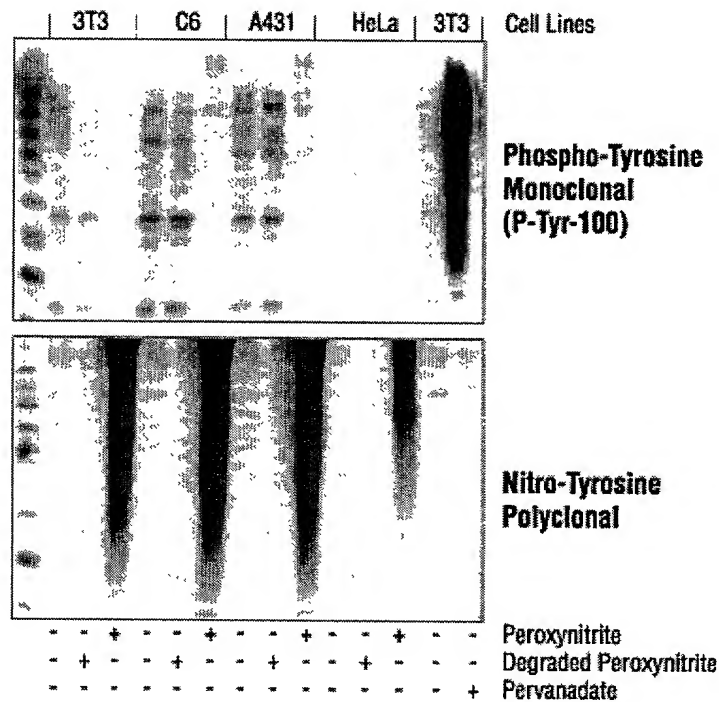 3T3 C6 A431 HeLa 3T3 Cell Lines
Phospho-Tyrosine
Monoclonal
(P-Tyr-100)
Nitro-Tyrosine
Polyclonal
- - + - - + - - + - - + - - Peroxynitrite
- + - - + - - + - - + - - - Degraded Peroxynitrite
- - - - - - - - - - - - - + Pervanadate